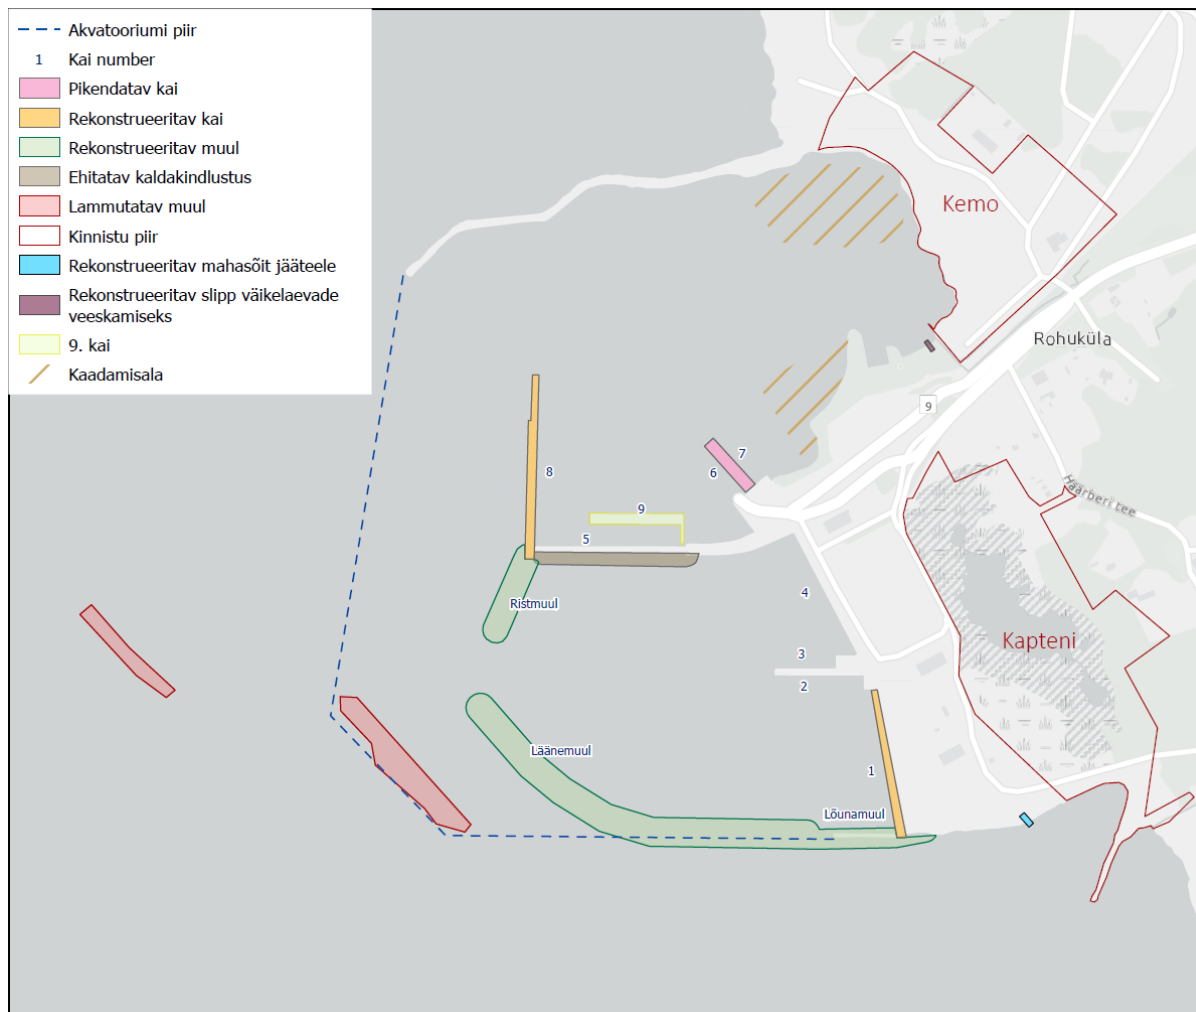 Akvatooriumi piir
1 Kai number
Pikendatav kai
Rekonstrueeritav kai
Rekonstrueeritav muul
Ehitatav kaldakindlustus
Lammutatav muul
Kinnistu piir
Rekonstrueeritav mahasõit jääteele
Rekonstrueeritav slipp väikelaevade
veeskamiseks
9. kai
Kaadamisala
Kemo
Rohuküla
9
7
6
8
Häärberi tee
9
5
4
Ristmuul
Kapteni
3
2
Läänemuul
1
Lõunamuul